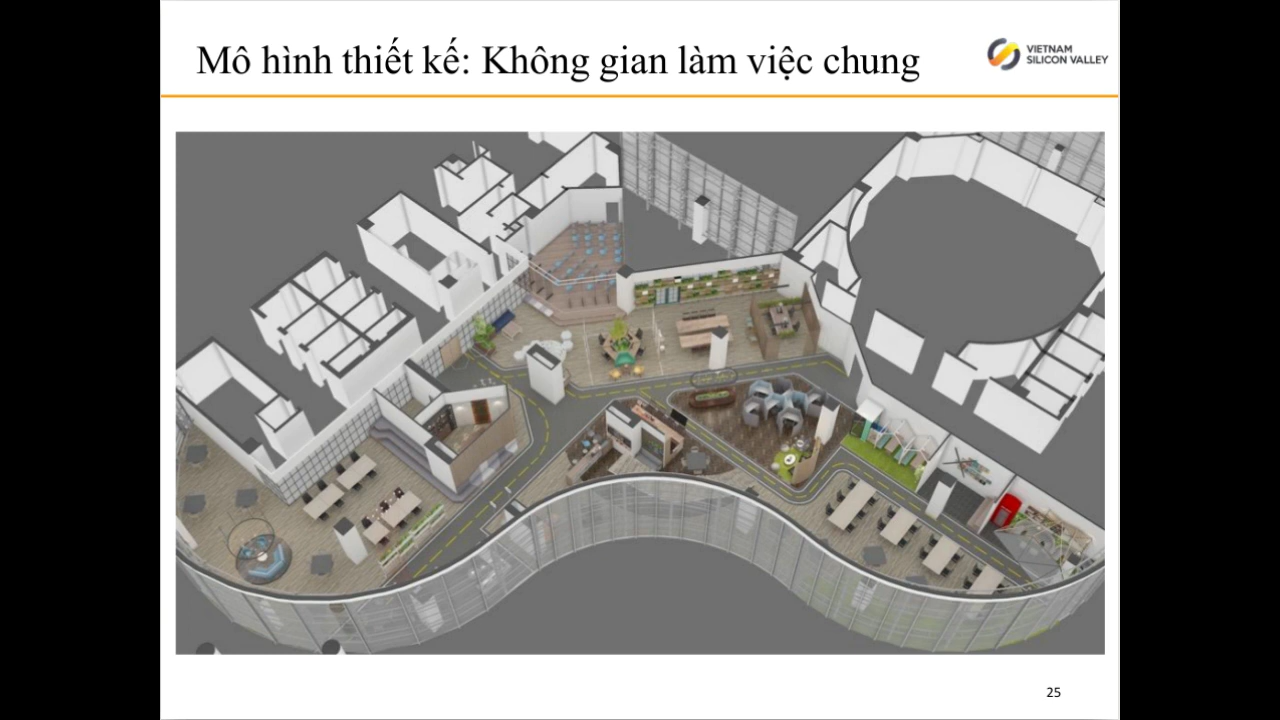 Mô hình thiết kế: Không gian làm việc chung
VIETNAM
SILICON VALLEY
25